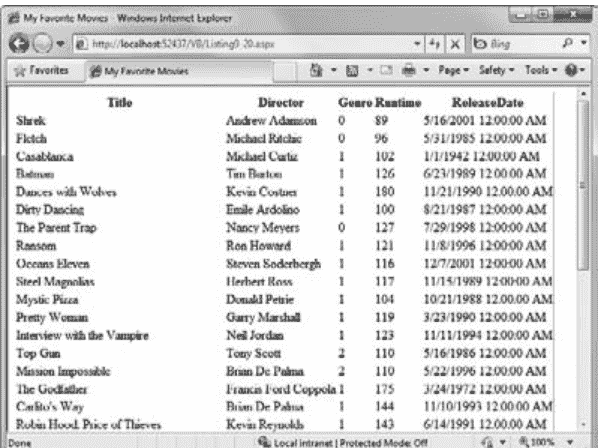 My Favorite Movies - Windows Internet Explorer
http://localhost:52437/VB/Listing9-20.aspx
Bing
Favorites My Favorite Movies Page Safety Tools
Title Director Genre Runtime ReleaseDate
Shrek Andrew Adamson 0 89 5/16/2001 12:00:00 AM
Fletch Michael Ritchie 0 96 5/31/1985 12:00:00 AM
Casablanca Michael Curtiz 1 102 1/1/1942 12:00:00 AM
Batman Tim Burton 1 126 6/23/1989 12:00:00 AM
Dances with Wolves Kevin Costner 1 180 11/21/1990 12:00:00 AM
Dirty Dancing Emile Ardolino 1 100 8/21/1987 12:00:00 AM
The Parent Trap Nancy Meyers 0 127 7/29/1998 12:00:00 AM
Ransom Ron Howard 1 121 11/8/1996 12:00:00 AM
Oceans Eleven Steven Soderbergh 1 116 12/7/2001 12:00:00 AM
Steel Magnolias Herbert Ross 1 117 11/15/1989 12:00:00 AM
Mystic Pizza Donald Petrie 1 104 10/21/1988 12:00:00 AM
Pretty Woman Garry Marshall 1 119 3/23/1990 12:00:00 AM
Interview with the Vampire Neil Jordan 1 123 11/11/1994 12:00:00 AM
Top Gun Tony Scott 2 110 5/16/1986 12:00:00 AM
Mission Impossible Brian De Palma 2 110 5/22/1996 12:00:00 AM
The Godfather Francis Ford Coppola 1 175 3/24/1972 12:00:00 AM
Carlito's Way Brian De Palma 1 144 11/10/1993 12:00:00 AM
Robin Hood: Price of Thieves Kevin Reynolds 1 143 6/14/1991 12:00:00 AM
Done Local intranet | Protected Mode: Off 100%